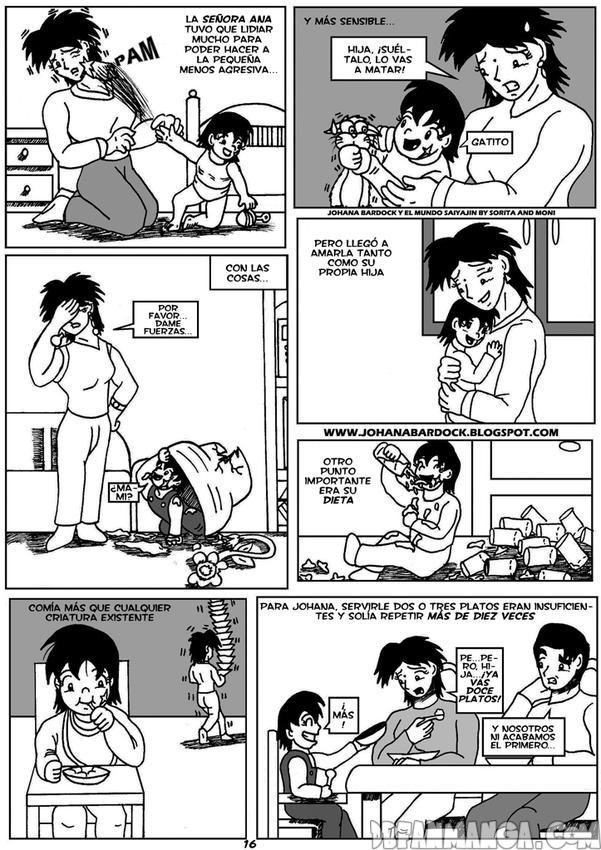 PAM
LA SEÑORA ANA
TUVO QUE LIDIAR
MUCHO PARA
PODER HACER A
LA PEQUEÑA
MENOS AGRESIVA...
Y MÁS SENSIBLE...
HIJA, ¡SUÉL-
TALO, LO VAS
A MATAR!
GATITO
JOHANA BARDOCK Y EL MUNDO SAIYAJIN BY SORITA AND MONI
PERO LLEGÓ A
AMARLA TANTO
COMO SU
PROPIA HIJA
WWW.JOHANABARDOCK.BLOGSPOT.COM
CON LAS
COSAS...
POR
FAVOR...
DAME
FUERZAS...
¿MA-
MI?
OTRO
PUNTO
IMPORTANTE
ERA SU
DIETA
COMÍA MÁS QUE CUALQUIER
CRIATURA EXISTENTE
PARA JOHANA, SERVIRLE DOS O TRES PLATOS ERAN INSUFICIEN-
TES Y SOLÍA REPETIR MÁS DE DIEZ VECES
¡
MÁS !
PE...PE-
RO, HI-
JA...¡YA
VAS
DOCE
PLATOS!
Y NOSOTROS
NI ACABAMOS
EL PRIMERO...
16
DBFANMANGA.COM